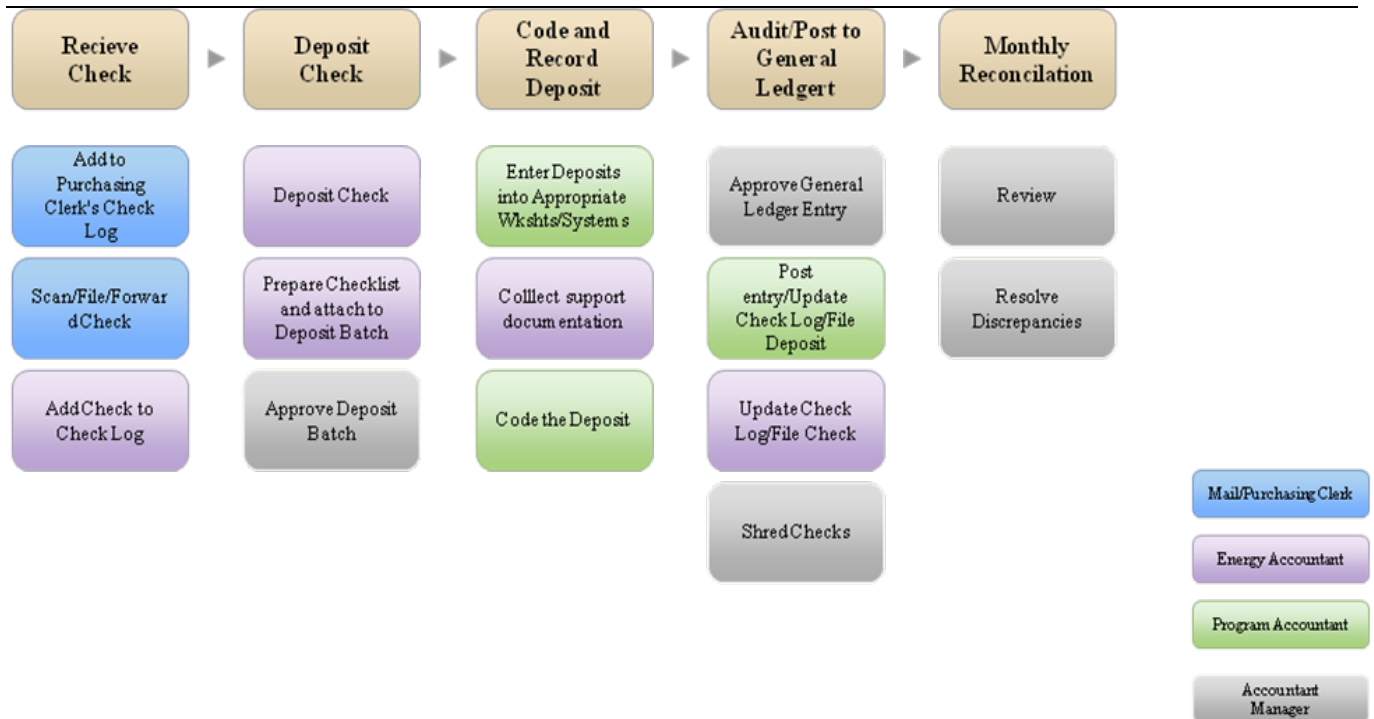 Recieve
Check
Deposit
Check
Code and
Record
Deposit
Audit/Post to
General
Ledgert
Monthly
Reconcilation
Add to
Purchasing
Clerk's Check
Log
Scan/File/Forwar
d Check
Add Check to
Check Log
Deposit Check
Prepare Checklist
and attach to
Deposit Batch
Approve Deposit
Batch
Enter Deposits
into Appropriate
Wkshts/Systems
Colllect support
documentation
Code the Deposit
Approve General
Ledger Entry
Post
entry/Update
Check Log/File
Deposit
Update Check
Log/File Check
Shred Checks
Review
Resolve
Discrepancies
Mail/Purchasing Clerk
Energy Accountant
Program Accountant
Accountant
Manager